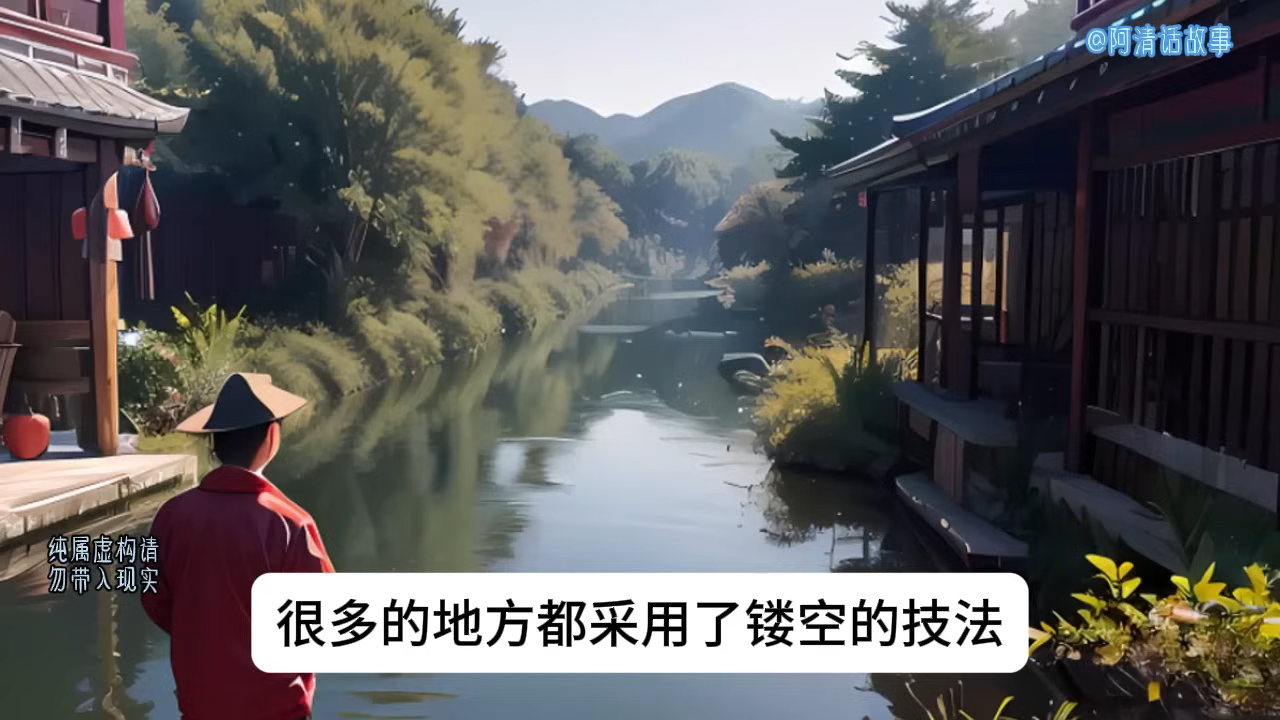 @阿清话故事
纯属虚构请
勿带入现实
很多的地方都采用了镂空的技法